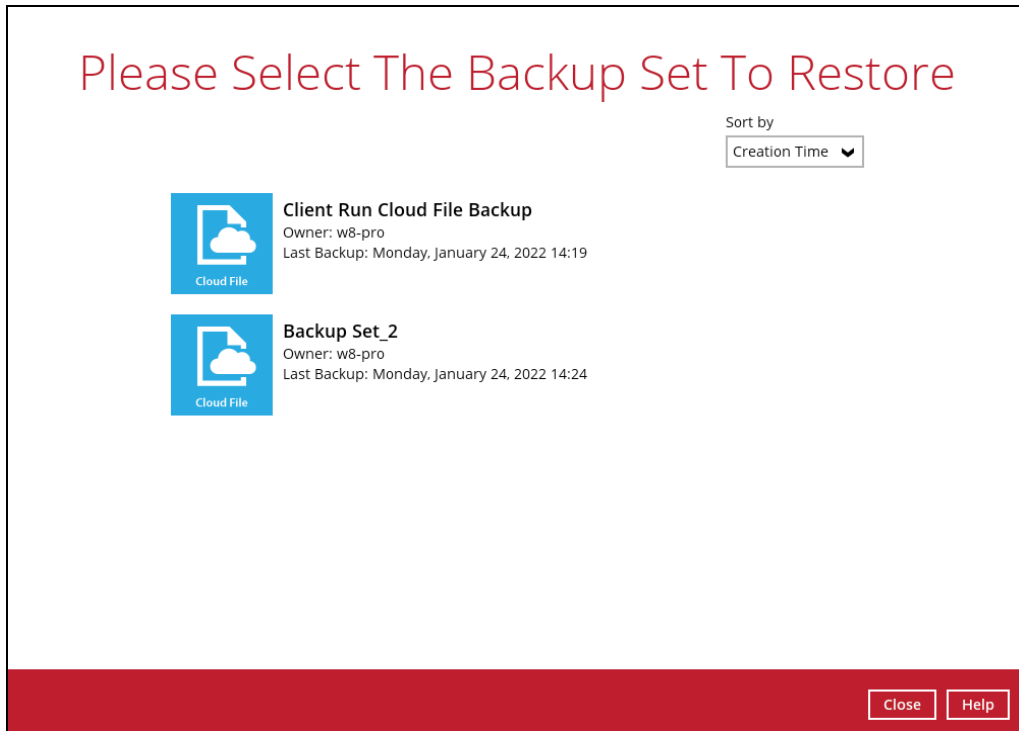 Please Select The Backup Set To Restore
Sort by
Creation Time
Client Run Cloud File Backup
Owner: w8-pro
Last Backup: Monday, January 24, 2022 14:19
Cloud File
Backup Set_2
Owner: w8-pro
Last Backup: Monday, January 24, 2022 14:24
Cloud File
Close
Help